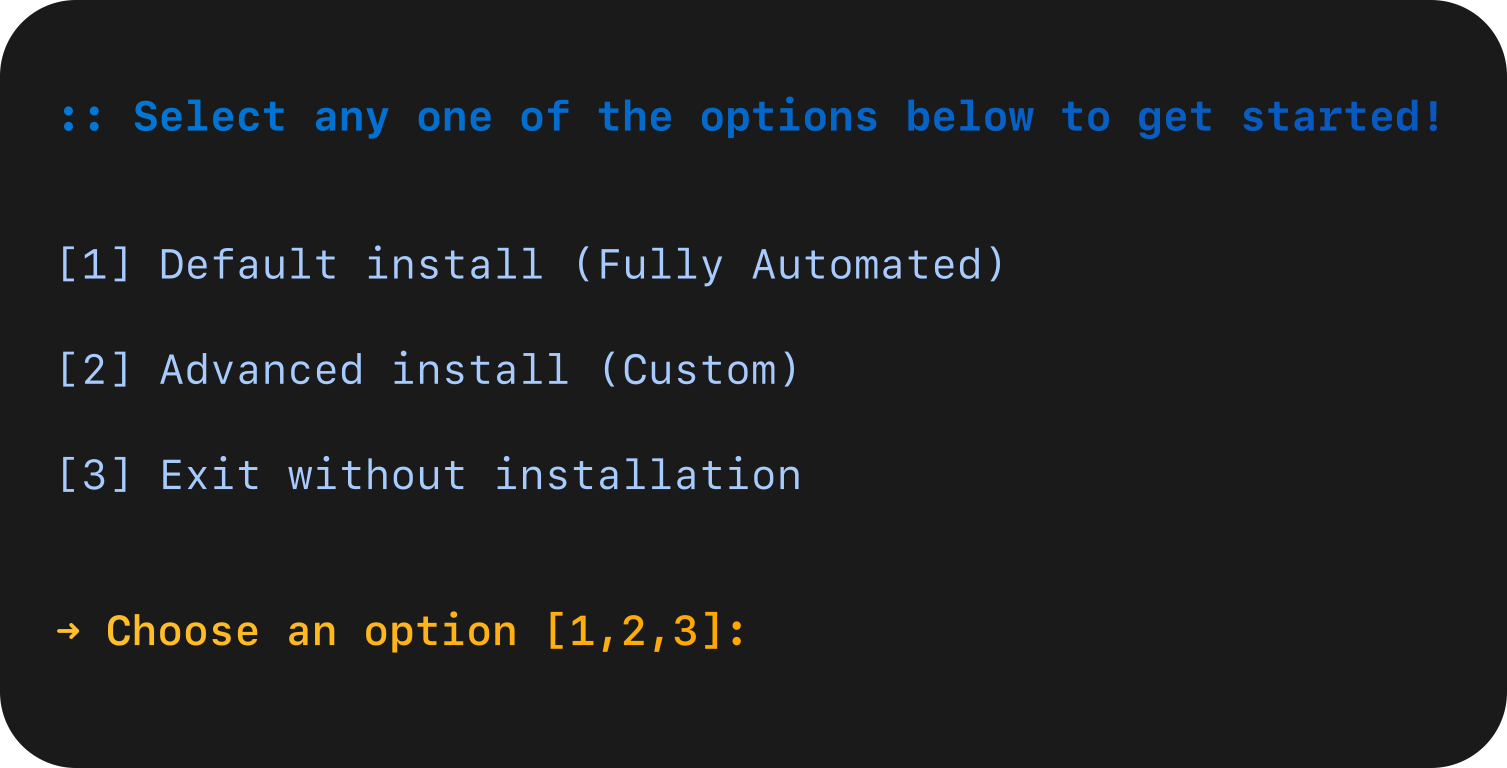 :: Select any one of the options below to get started!
[1] Default install (Fully Automated)
[2] Advanced install (Custom)
[3] Exit without installation
→ Choose an option [1,2,3]: